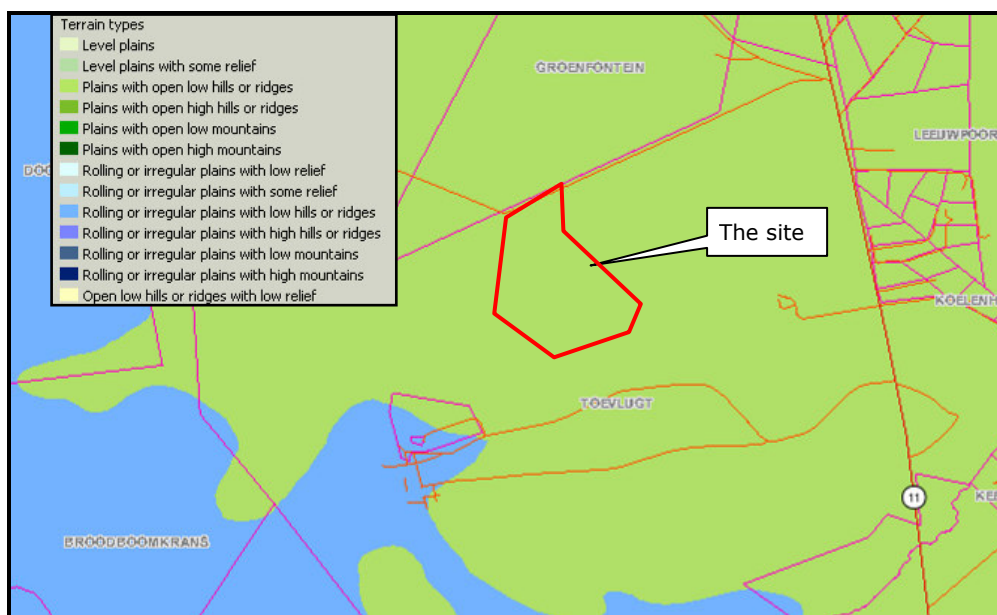 Terrain types
Level plains
Level plains with some relief
Plains with open low hills or ridges
Plains with open high hills or ridges
Plains with open low mountains
Plains with open high mountains
Rolling or irregular plains with low relief
Rolling or irregular plains with some relief
Rolling or irregular plains with low hills or ridges
Rolling or irregular plains with high hills or ridges
Rolling or irregular plains with low mountains
Rolling or irregular plains with high mountains
Open low hills or ridges with low relief
GROENFONTEIN
LEEUWPOOR
DOO
The site
KOELENH
TOEVLUGT
11
BROODBOOMKRANS